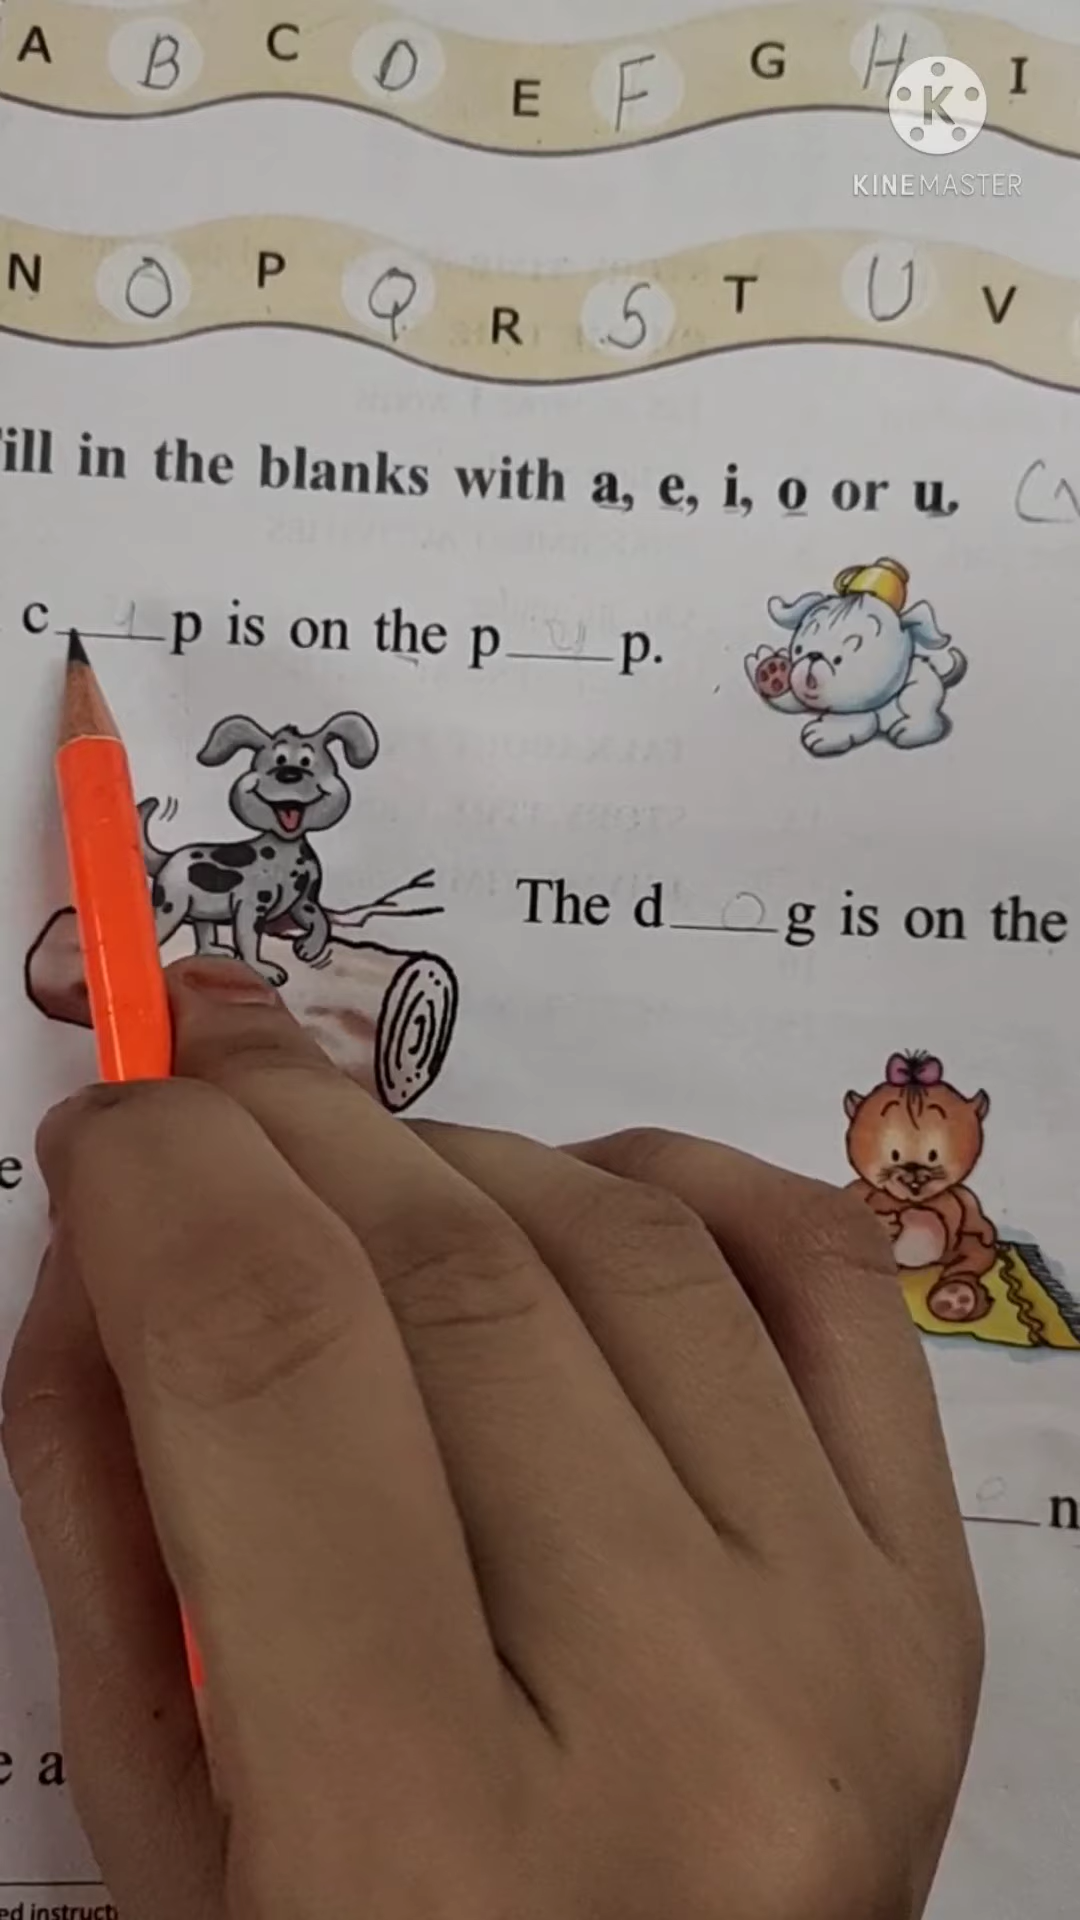 A B C D E F G H I
KINEMASTER
N O P Q R S T U V
ill in the blanks with a, e, i, o or u.
c u p is on the p u p.
The d o g is on the
e
e n
e a
ed instruct